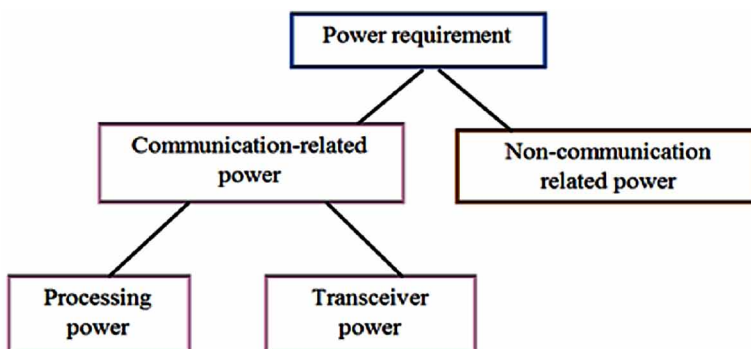 Power requirement
Communication-related
power
Non-communication
related power
Processing
power
Transceiver
power